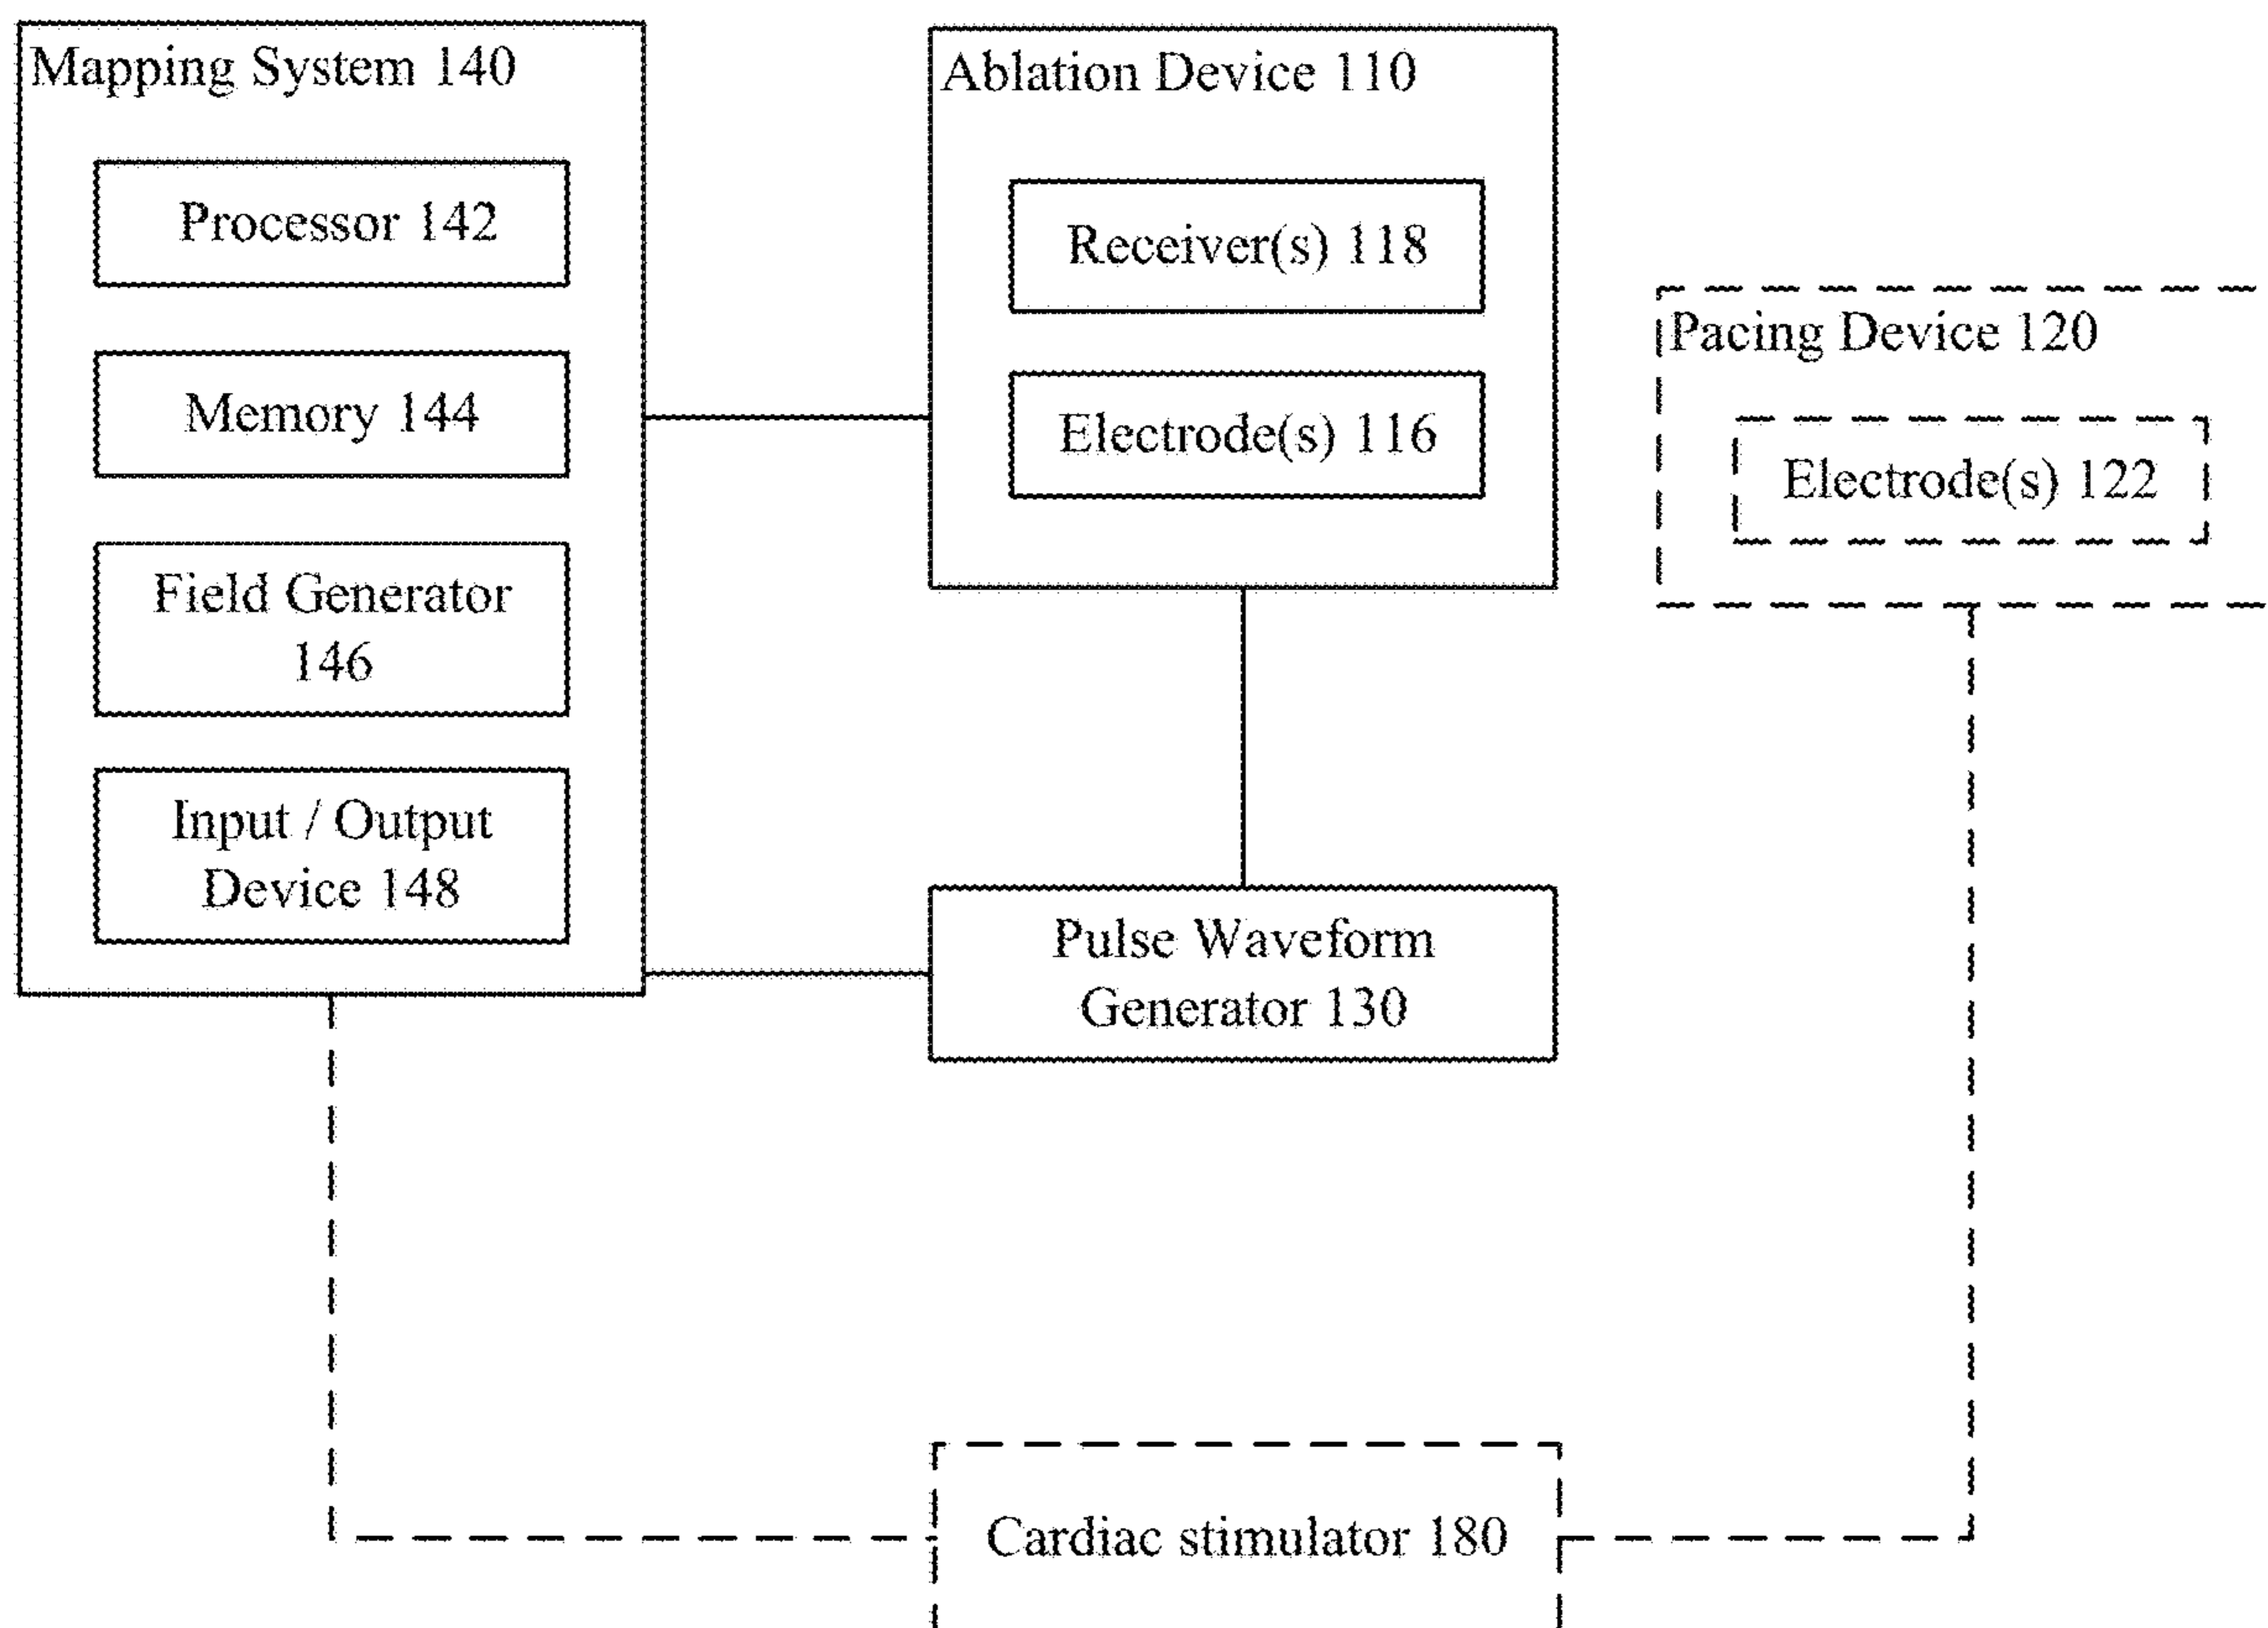 Mapping System 140
Processor 142
Memory 144
Field Generator
146
Input / Output
Device 148
Ablation Device 110
Receiver(s) 118
Electrode(s) 116
Pulse Waveform
Generator 130
Pacing Device 120
Electrode(s) 122
Cardiac stimulator 180